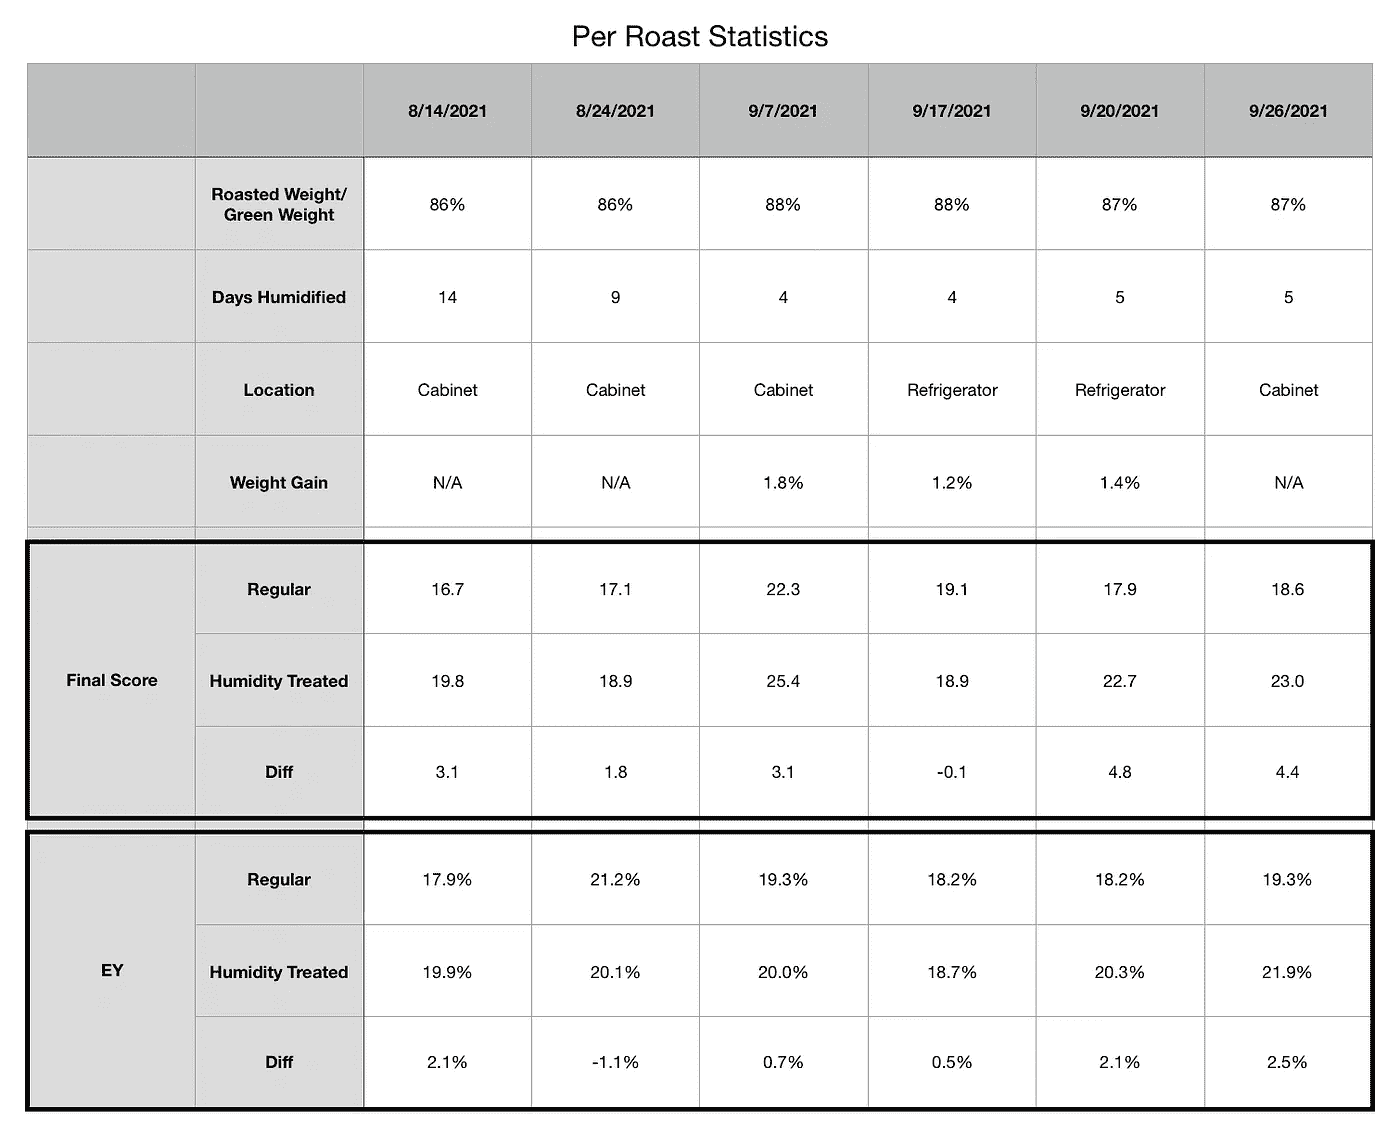 Per Roast Statistics
8/14/2021 8/24/2021 9/7/2021 9/17/2021 9/20/2021 9/26/2021
Roasted Weight/
Green Weight 86% 86% 88% 88% 87% 87%
Days Humidified 14 9 4 4 5 5
Location Cabinet Cabinet Cabinet Refrigerator Refrigerator Cabinet
Weight Gain N/A N/A 1.8% 1.2% 1.4% N/A
Regular 16.7 17.1 22.3 19.1 17.9 18.6
Final Score Humidity Treated 19.8 18.9 25.4 18.9 22.7 23.0
Diff 3.1 1.8 3.1 -0.1 4.8 4.4
Regular 17.9% 21.2% 19.3% 18.2% 18.2% 19.3%
EY Humidity Treated 19.9% 20.1% 20.0% 18.7% 20.3% 21.9%
Diff 2.1% -1.1% 0.7% 0.5% 2.1% 2.5%